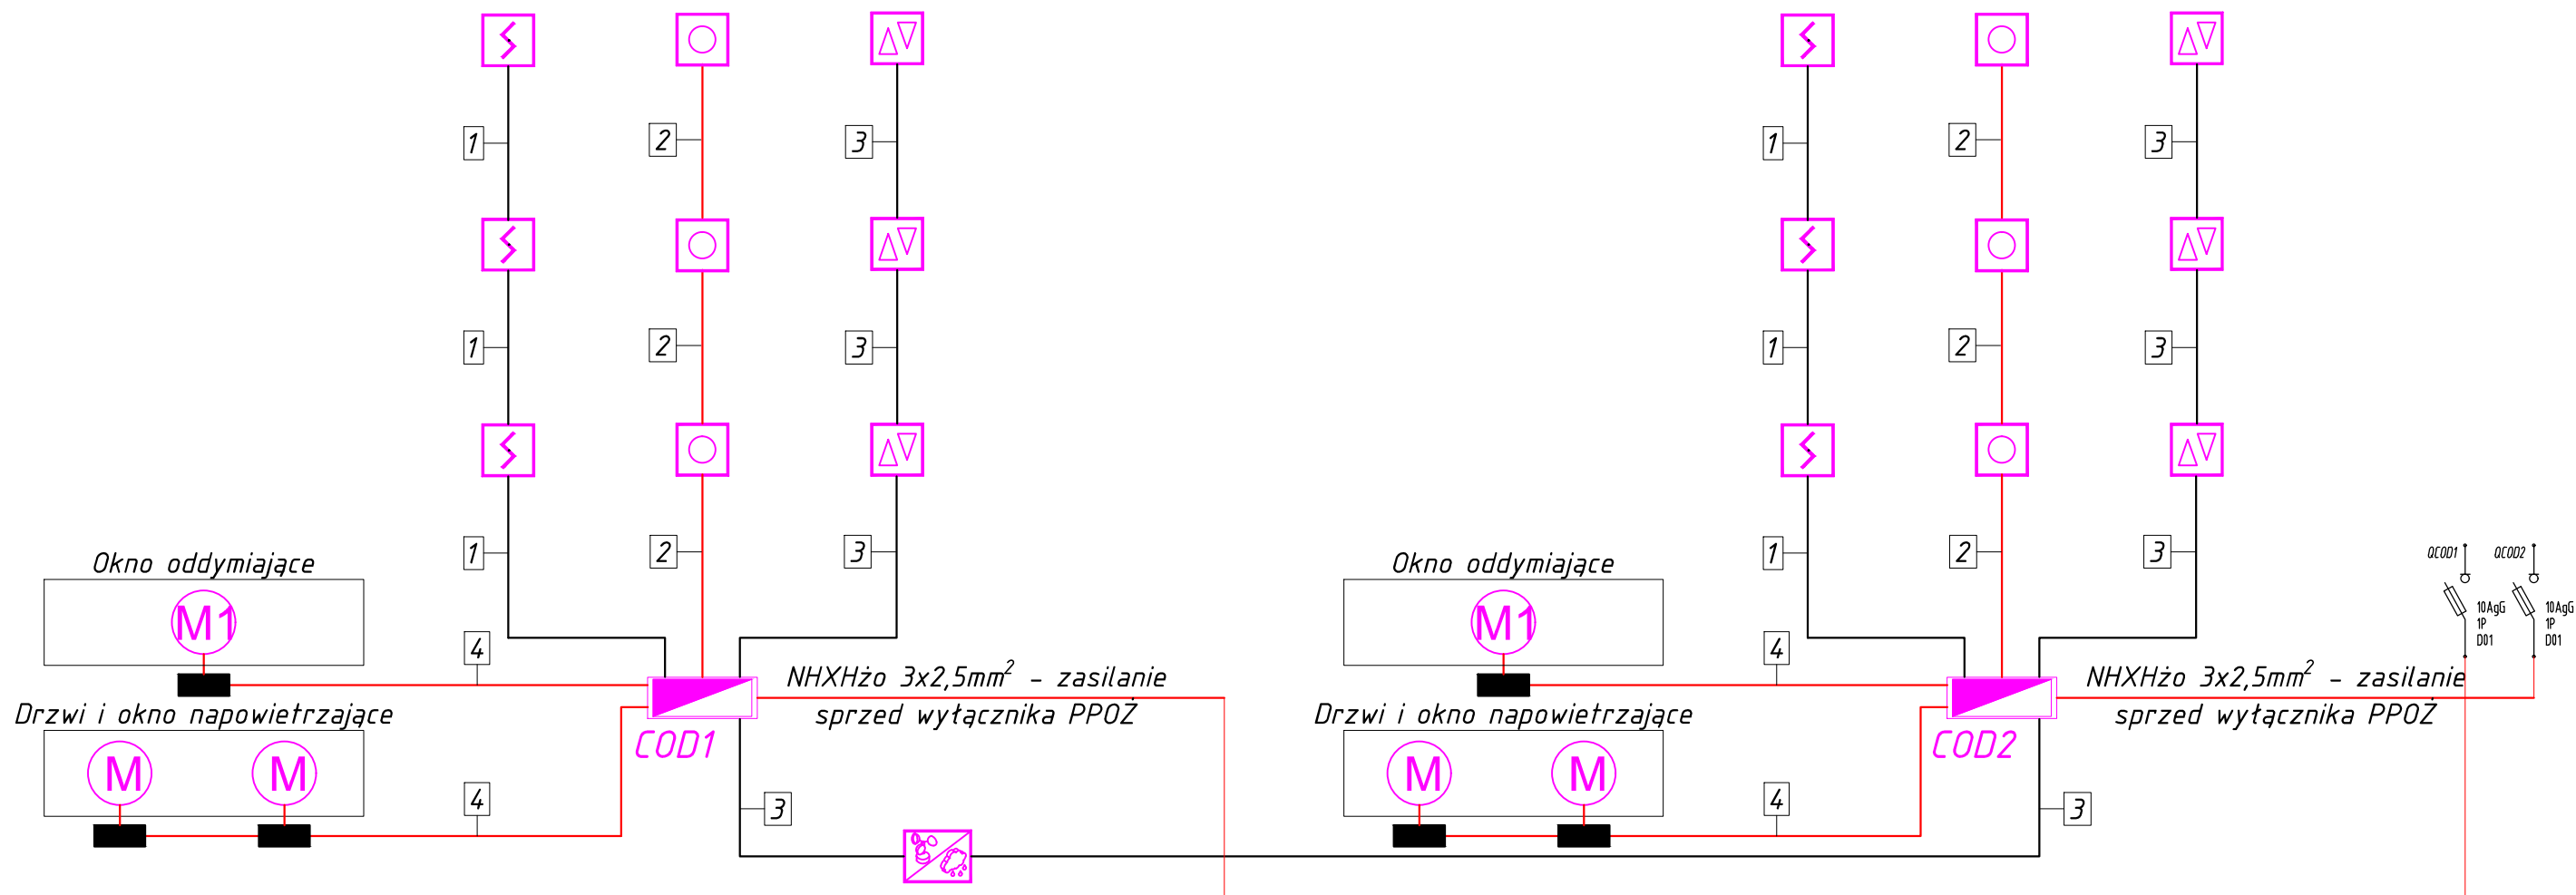 1
2
3
1
2
3
1
2
3
1
2
3
1
2
3
1
2
3
Okno oddymiające
M1
4
NHXHżo 3x2,5mm² - zasilanie
sprzed wyłącznika PPOŻ
COD1
Drzwi i okno napowietrzające
M
M
4
3
Okno oddymiające
M1
4
NHXHżo 3x2,5mm² - zasilanie
sprzed wyłącznika PPOŻ
COD2
Drzwi i okno napowietrzające
M
M
4
3
QCOD1
QCOD2
10AgG
1P
D01
10AgG
1P
D01